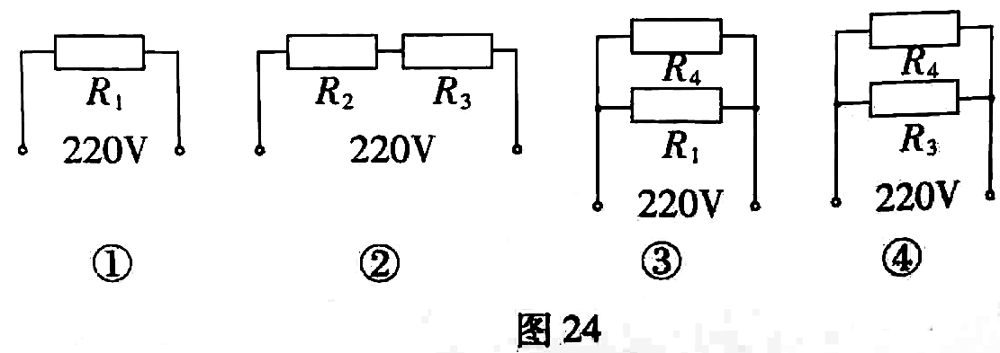 R₁
R₂
R₃
R₄
R₁
R₄
R₃
220V
220V
220V
220V
①
②
③
④
图 24